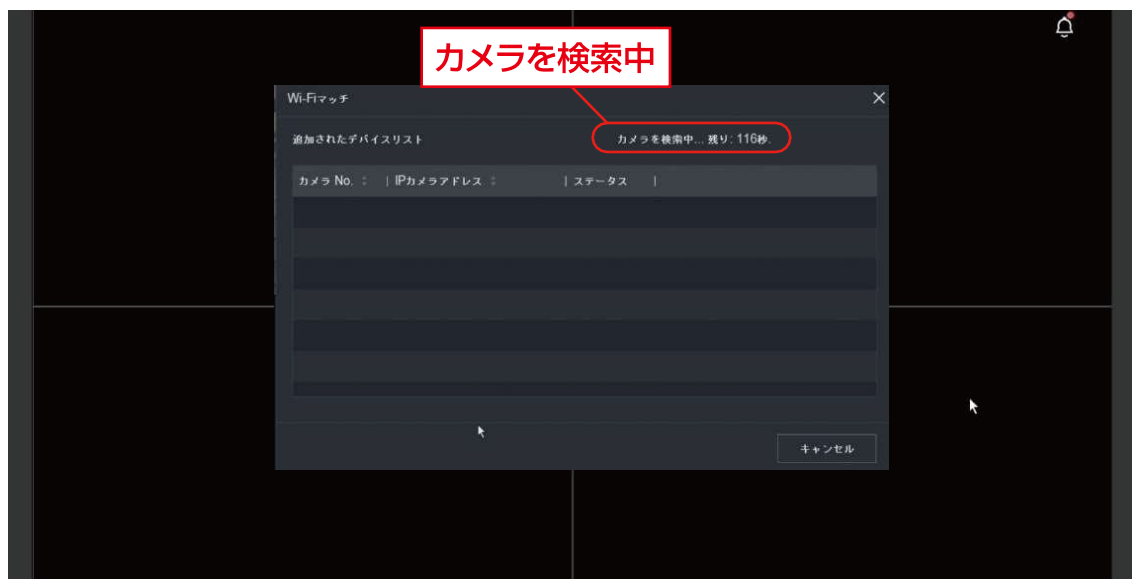 カメラを検索中
Wi-Fiマッチ
追加されたデバイスリスト
カメラを検索中... 残り: 116秒.
カメラ No. | IPカメラアドレス | ステータス |
キャンセル